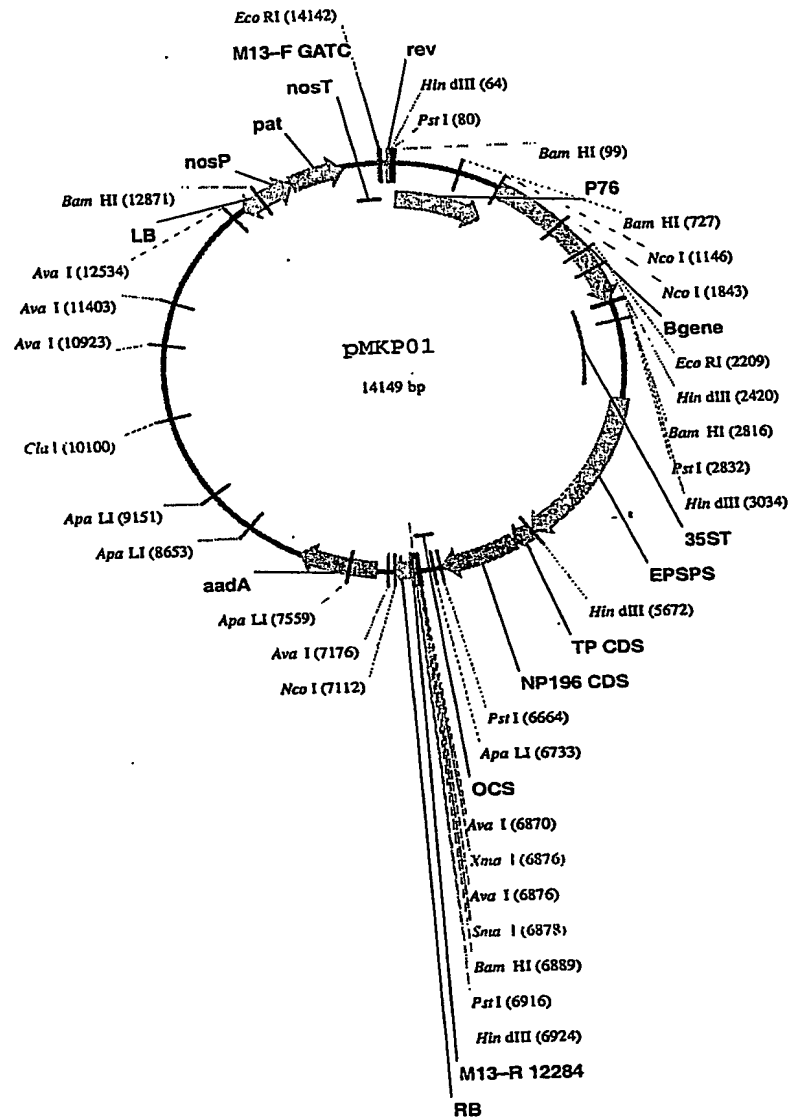 Eco RI (14142)
M13-F GATC
rev
nosT
Hin dIII (64)
Pst I (80)
pat
Bam HI (99)
nosP
P76
Bam HI (12871)
Bam HI (727)
LB
Nco I (1146)
Ava I (12534)
Nco I (1843)
Ava I (11403)
Bgene
Ava I (10923)
pMKP01
Eco RI (2209)
14149 bp
Hin dIII (2420)
Bam HI (2816)
Cla I (10100)
Pst I (2832)
Hin dIII (3034)
Apa LI (9151)
35ST
Apa LI (8653)
EPSPS
aadA
Hin dIII (5672)
Apa LI (7559)
TP CDS
Ava I (7176)
NP196 CDS
Nco I (7112)
Pst I (6664)
Apa LI (6733)
OCS
Ava I (6870)
Xma I (6876)
Ava I (6876)
Sma I (6878)
Bam HI (6889)
Pst I (6916)
Hin dIII (6924)
M13-R 12284
RB